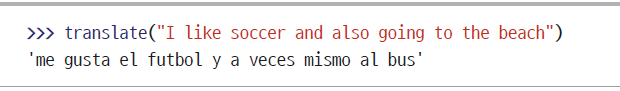 >>> translate("I like soccer and also going to the beach")
'me gusta el futbol y a veces mismo al bus'